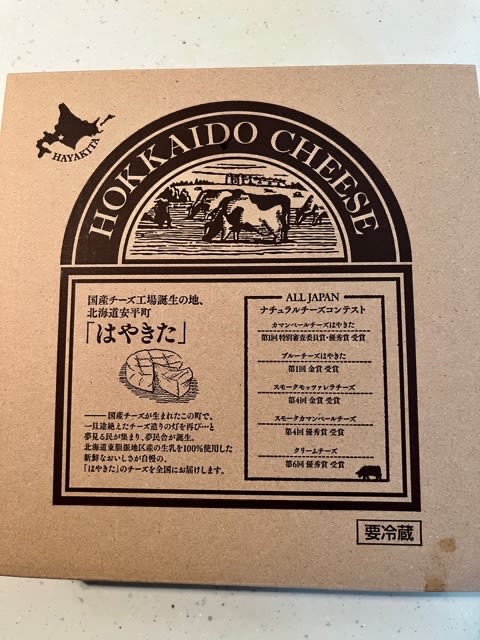 HAYAKITA
HOKKAIDO CHEESE
国産チーズ工場誕生の地、
北海道安平町
「はやきた」
――国産チーズが生まれたこの町で、
一旦途絶えたチーズ造りの灯を再び…と
夢見る民が集まり、夢民舎が誕生。
北海道東胆振地区産の生乳を100%使用した
新鮮なおいしさが自慢の、
「はやきた」のチーズを全国にお届けします。
ALL JAPAN
ナチュラルチーズコンテスト
カマンベールチーズはやきた
第1回 特別審査委員賞・優秀賞 受賞
ブルーチーズはやきた
第1回 金賞 受賞
スモークモッツァレラチーズ
第4回 金賞 受賞
スモークカマンベールチーズ
第4回 優秀賞 受賞
クリームチーズ
第6回 優秀賞 受賞
要冷蔵